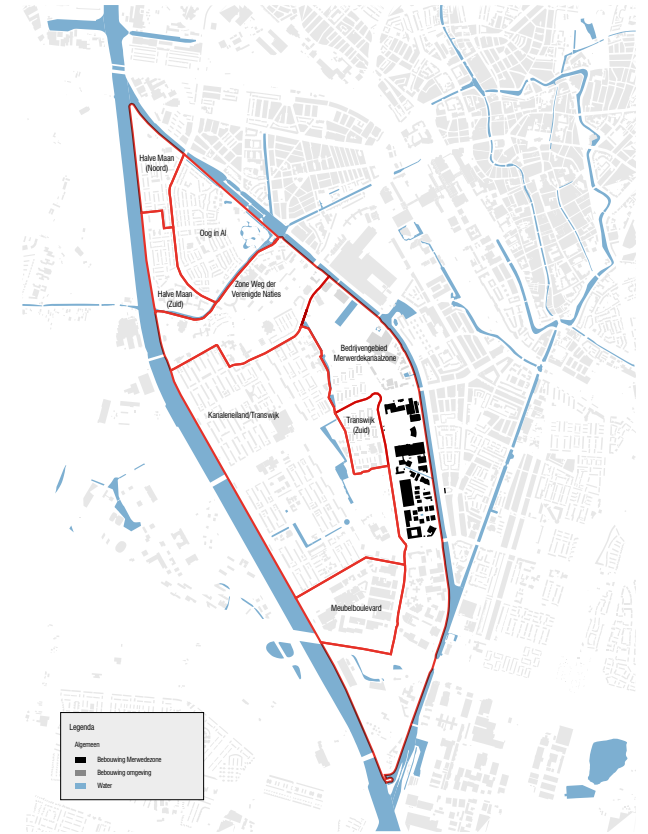 Halve Maan
(Noord)
Oog in Al
Zone Weg der
Verenigde Naties
Halve Maan
(Zuid)
Bedrijvengebied
Merwerdekanaalzone
Kanaleneiland/Transwijk
Transwijk
(Zuid)
Meubelboulevard
Legenda
Algemeen
Bebouwing Merwedezone
Bebouwing omgeving
Water